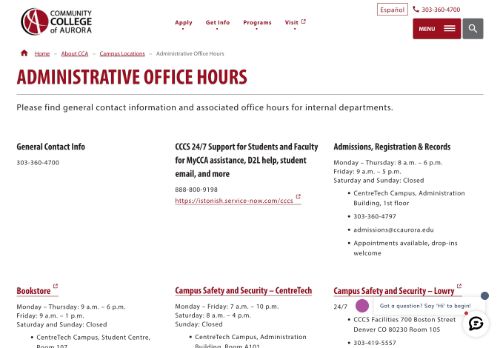 COMMUNITY
COLLEGE
of AURORA
Español
303-360-4700
Apply
Get Info
Programs
Visit
MENU
Home » About CCA » Campus Locations » Administrative Office Hours
ADMINISTRATIVE OFFICE HOURS
Please find general contact information and associated office hours for internal departments.
General Contact Info
303-360-4700
CCCS 24/7 Support for Students and Faculty
for MyCCA assistance, D2L help, student
email, and more
888-800-9198
https://istonish.service-now.com/cccs
Admissions, Registration & Records
Monday – Thursday: 8 a.m. – 6 p.m.
Friday: 9 a.m. – 5 p.m.
Saturday and Sunday: Closed
• CentreTech Campus, Administration
Building, 1st floor
• 303-360-4797
• admissions@ccaurora.edu
• Appointments available, drop-ins
welcome
Bookstore
Monday – Thursday: 9 a.m. – 6 p.m.
Friday: 9 a.m. – 1 p.m.
Saturday and Sunday: Closed
• CentreTech Campus, Student Centre,
Room 107
Campus Safety and Security – CentreTech
Monday – Friday: 7 a.m. – 10 p.m.
Saturday: 8 a.m. – 4 p.m.
Sunday: Closed
• CentreTech Campus, Administration
Building, Room A101
Campus Safety and Security – Lowry
24/7
• CCCS Facilities 700 Boston Street
Denver CO 80230 Room 105
• 303-419-5557
Got a question? Say 'Hi' to begin!